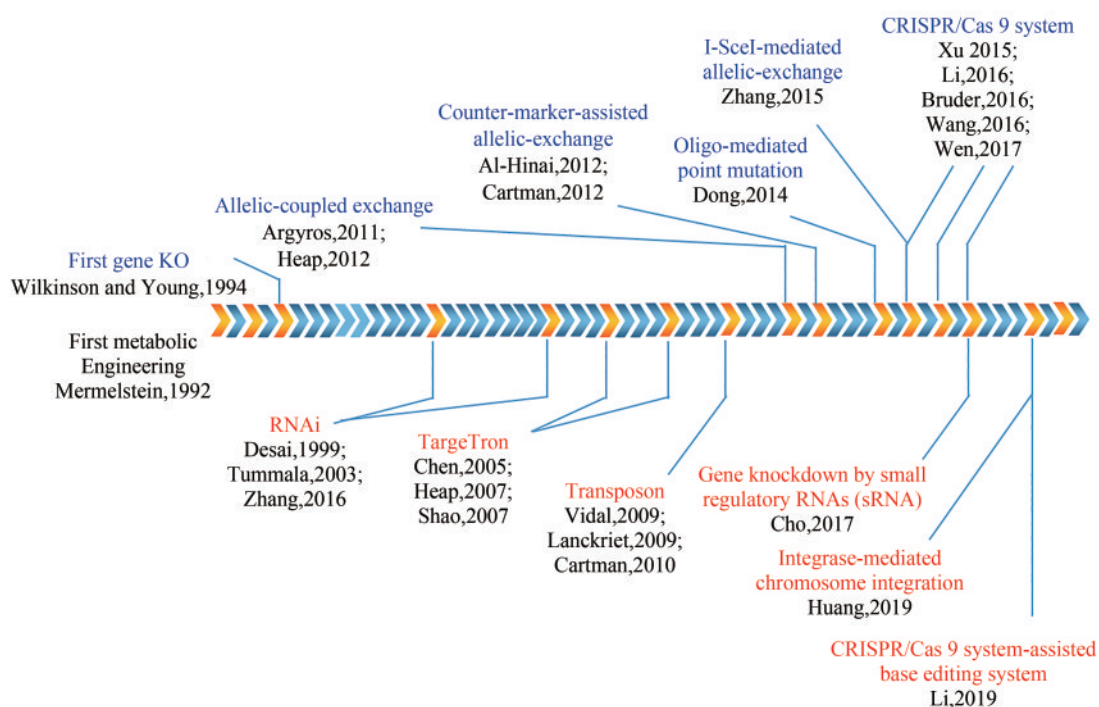 CRISPR/Cas 9 system
Xu 2015;
Li,2016;
Bruder,2016;
Wang,2016;
Wen,2017
I-SceI-mediated
allelic-exchange
Zhang,2015
Counter-marker-assisted
allelic-exchange
Al-Hinai,2012;
Cartman,2012
Oligo-mediated
point mutation
Dong,2014
Allelic-coupled exchange
Argyros,2011;
Heap,2012
First gene KO
Wilkinson and Young,1994
First metabolic
Engineering
Mermelstein,1992
RNAi
Desai,1999;
Tummala,2003;
Zhang,2016
TargeTron
Chen,2005;
Heap,2007;
Shao,2007
Transposon
Vidal,2009;
Lanckriet,2009;
Cartman,2010
Gene knockdown by small
regulatory RNAs (sRNA)
Cho,2017
Integrase-mediated
chromosome integration
Huang,2019
CRISPR/Cas 9 system-assisted
base editing system
Li,2019